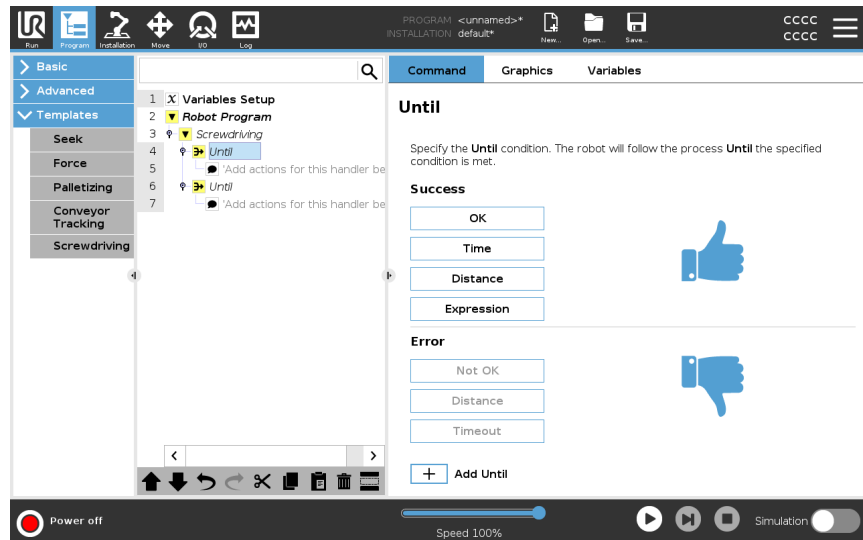 PROGRAM <unnamed>*
INSTALLATION default*
CCCC
CCCC
Run
Program
Installation
Move
I/O
Log
New...
Open...
Save...
Basic
Advanced
Templates
Seek
Force
Palletizing
Conveyor
Tracking
Screwdriving
1 X Variables Setup
2 Robot Program
3 Screwdriving
4 Until
5 'Add actions for this handler be
6 Until
7 'Add actions for this handler be
Command Graphics Variables
Until
Specify the Until condition. The robot will follow the process Until the specified
condition is met.
Success
OK
Time
Distance
Expression
Error
Not OK
Distance
Timeout
+ Add Until
Power off
Speed 100%
Simulation